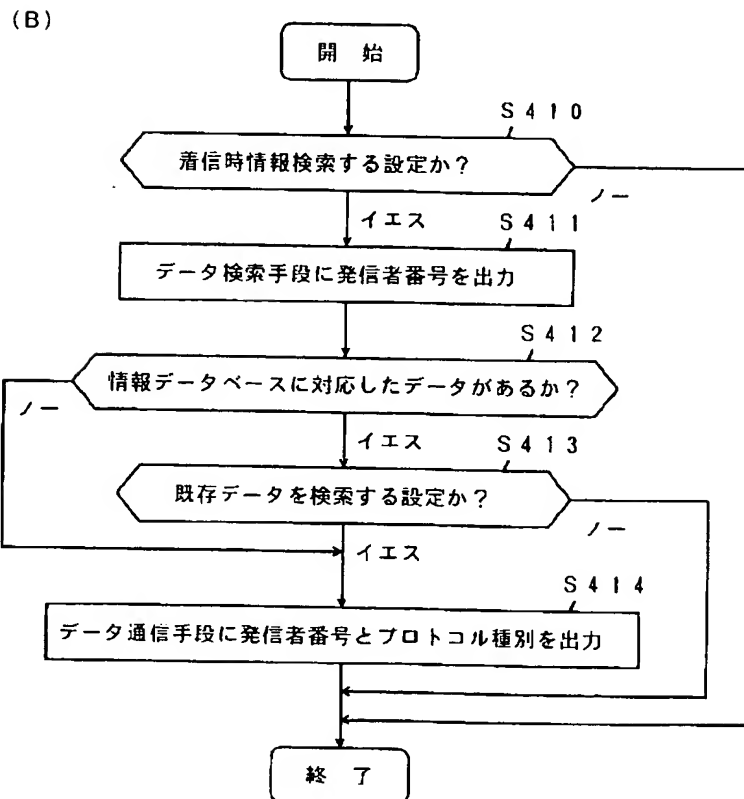 (B)
開 始
S410
着信時情報検索する設定か?
ノー
イエス
S411
データ検索手段に発信者番号を出力
S412
情報データベースに対応したデータがあるか?
ノー
イエス
S413
既存データを検索する設定か?
ノー
イエス
S414
データ通信手段に発信者番号とプロトコル種別を出力
終 了